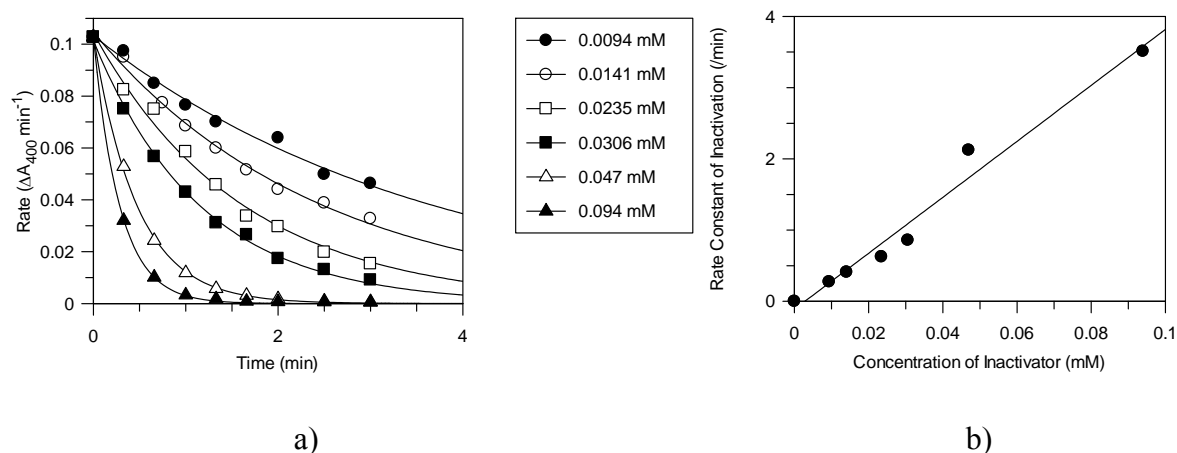 Rate (ΔA400 min-1)
0.1
0.08
0.06
0.04
0.02
0
0
2
4
Time (min)
0.0094 mM
0.0141 mM
0.0235 mM
0.0306 mM
0.047 mM
0.094 mM
Rate Constant of Inactivation (/min)
4
2
0
0
0.02
0.04
0.06
0.08
0.1
Concentration of Inactivator (mM)
a)
b)